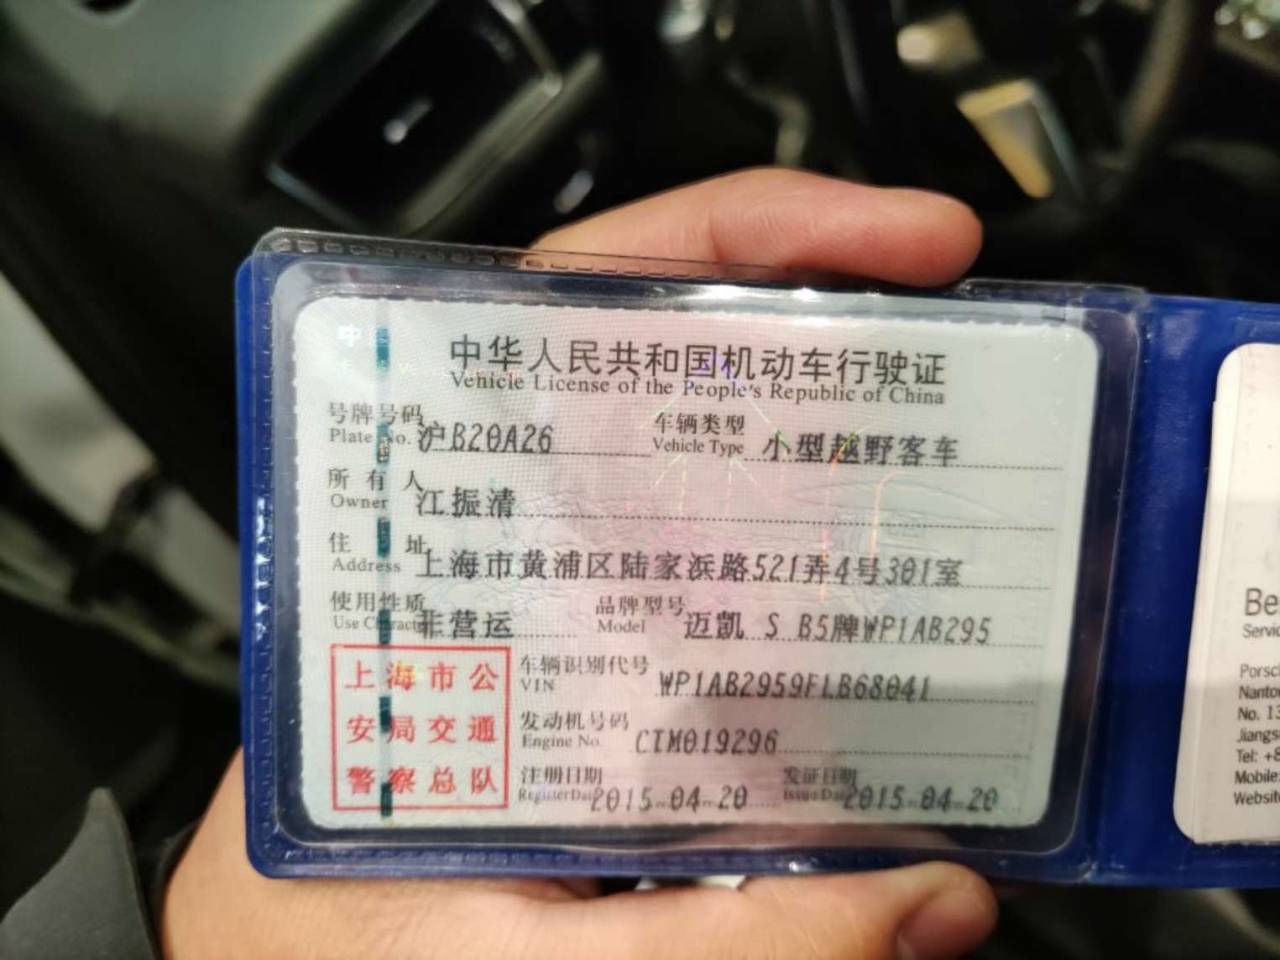 中华人民共和国机动车行驶证
Vehicle License of the People's Republic of China
号牌号码 沪B20A26 车辆类型 小型越野客车
Plate No. Vehicle Type
所有人 江振清
Owner
住址 上海市黄浦区陆家浜路521弄4号301室
Address
使用性质 非营运 品牌型号 迈凯 S B5牌WP1AB295
Use Character Model
上海市公
安局交通
警察总队
车辆识别代号 WP1AB2959FLB68041
VIN
发动机号码 CTM019296
Engine No.
注册日期 2015-04-20 发证日期 2015-04-20
Register Date Issue Date
Be
Servic
Porsc
Nanto
No. 13
Jiangs
Tel: +8
Mobile:
Website